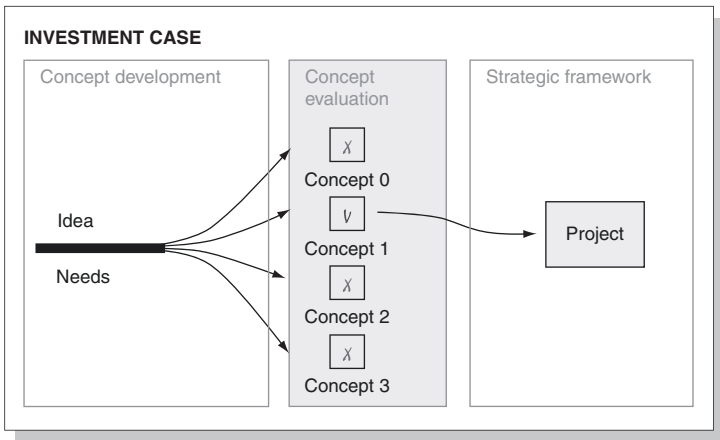 INVESTMENT CASE
Concept development
Idea
Needs
Concept
evaluation
X
Concept 0
V
Concept 1
X
Concept 2
X
Concept 3
Strategic framework
Project